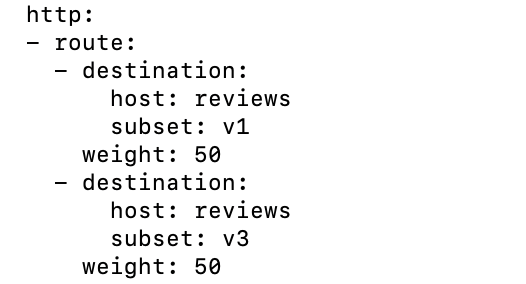 http:
- route:
  - destination:
      host: reviews
      subset: v1
    weight: 50
  - destination:
      host: reviews
      subset: v3
    weight: 50